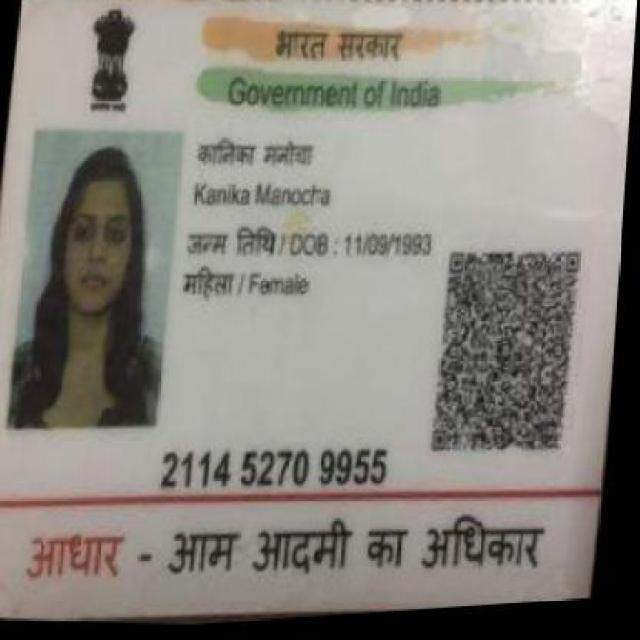 भारत सरकार
Government of India
कानिका मनोचा
Kanika Manocha
जन्म तिथि / DOB : 11/09/1993
महिला / Female
2114 5270 9955
आधार - आम आदमी का अधिकार